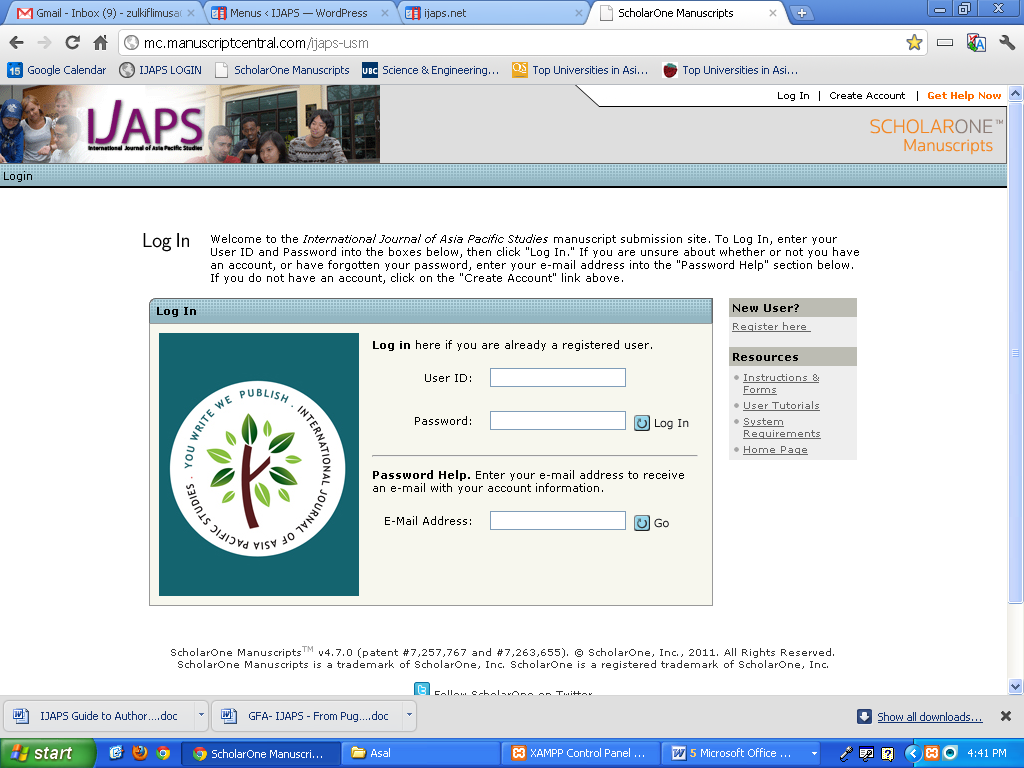 Gmail - Inbox (9) - zulkiflimusa
Menus ‹ IJAPS — WordPress
ijaps.net
ScholarOne Manuscripts
mc.manuscriptcentral.com/ijaps-usm
15 Google Calendar
IJAPS LOGIN
ScholarOne Manuscripts
UBC Science & Engineering...
QS Top Universities in Asi...
Top Universities in Asi...
Log In | Create Account | Get Help Now
IJAPS
International Journal of Asia Pacific Studies
SCHOLARONE™
Manuscripts
Login
Log In
Welcome to the International Journal of Asia Pacific Studies manuscript submission site. To Log In, enter your
User ID and Password into the boxes below, then click "Log In." If you are unsure about whether or not you have
an account, or have forgotten your password, enter your e-mail address into the "Password Help" section below.
If you do not have an account, click on the "Create Account" link above.
Log In
YOU WRITE WE PUBLISH . INTERNATIONAL JOURNAL OF ASIA PACIFIC STUDIES .
Log in here if you are already a registered user.
User ID:
Password:
Log In
Password Help. Enter your e-mail address to receive
an e-mail with your account information.
E-Mail Address:
Go
New User?
Register here
Resources
Instructions &
Forms
User Tutorials
System
Requirements
Home Page
ScholarOne Manuscripts™ v4.7.0 (patent #7,257,767 and #7,263,655). © ScholarOne, Inc., 2011. All Rights Reserved.
ScholarOne Manuscripts is a trademark of ScholarOne, Inc. ScholarOne is a registered trademark of ScholarOne, Inc.
Follow ScholarOne on Twitter
IJAPS Guide to Author....doc
GFA- IJAPS - From Pug....doc
Show all downloads...
start
ScholarOne Manuscri...
Asal
XAMPP Control Panel ...
5 Microsoft Office ...
4:41 PM